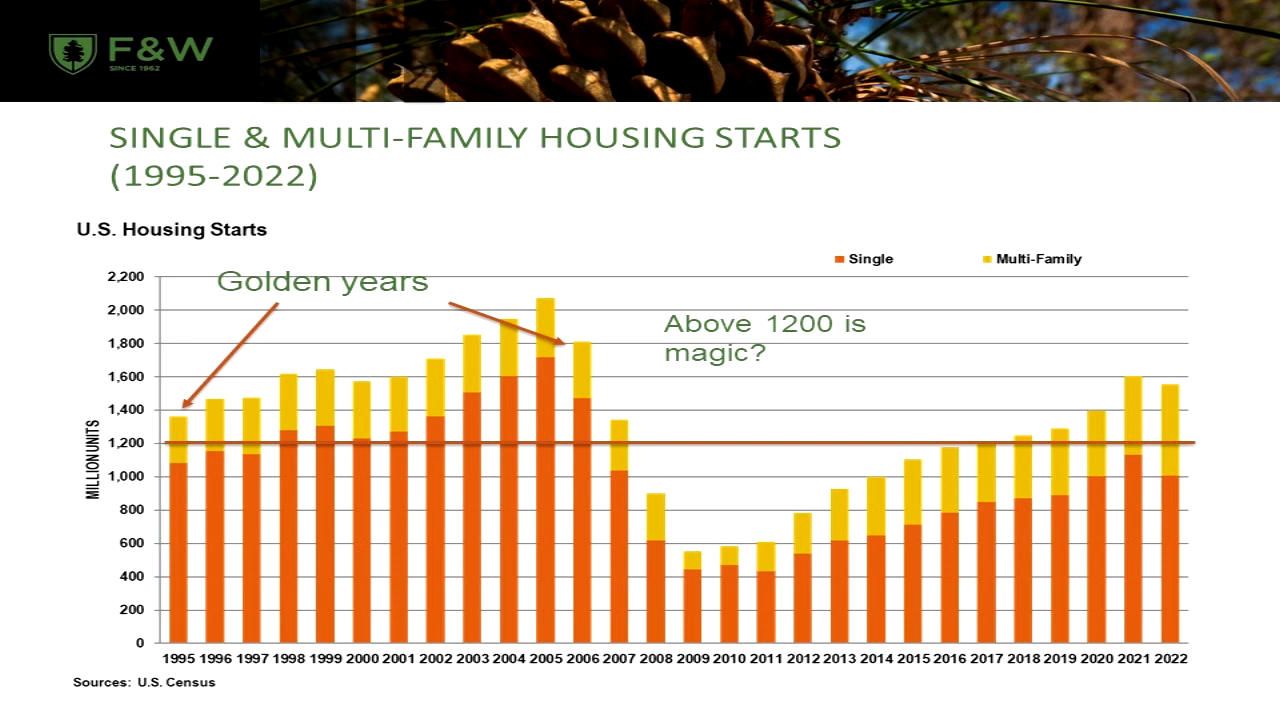 F&W
SINCE 1962
SINGLE & MULTI-FAMILY HOUSING STARTS
(1995-2022)
U.S. Housing Starts
Single Multi-Family
Golden years
Above 1200 is
magic?
MILLION UNITS
2,200
2,000
1,800
1,600
1,400
1,200
1,000
800
600
400
200
0
1995 1996 1997 1998 1999 2000 2001 2002 2003 2004 2005 2006 2007 2008 2009 2010 2011 2012 2013 2014 2015 2016 2017 2018 2019 2020 2021 2022
Sources: U.S. Census